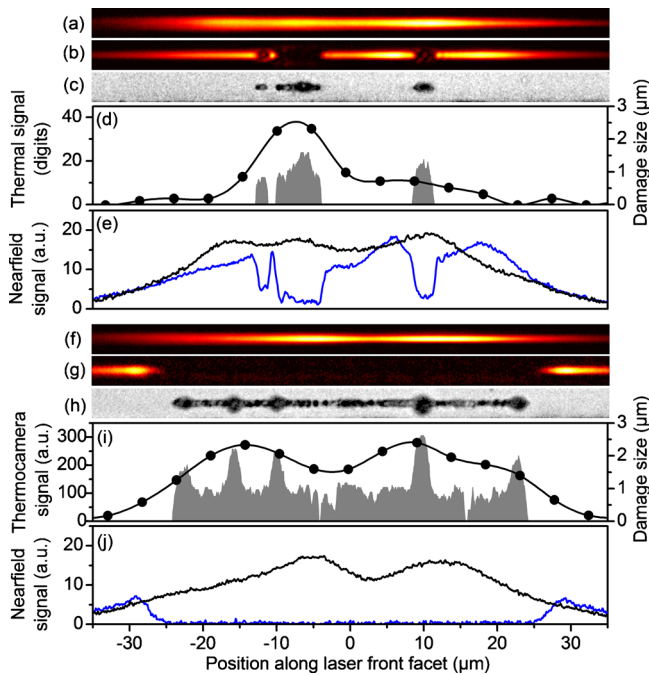 (a)
(b)
(c)
(d)
Thermal signal
(digits)
40
20
0
3
2
1
0
Damage size (µm)
(e)
Nearfield
signal (a.u.)
20
10
0
(f)
(g)
(h)
(i)
Thermocamera
signal (a.u.)
300
200
100
0
3
2
1
0
Damage size (µm)
(j)
Nearfield
signal (a.u.)
20
10
0
-30 -20 -10 0 10 20 30
Position along laser front facet (µm)